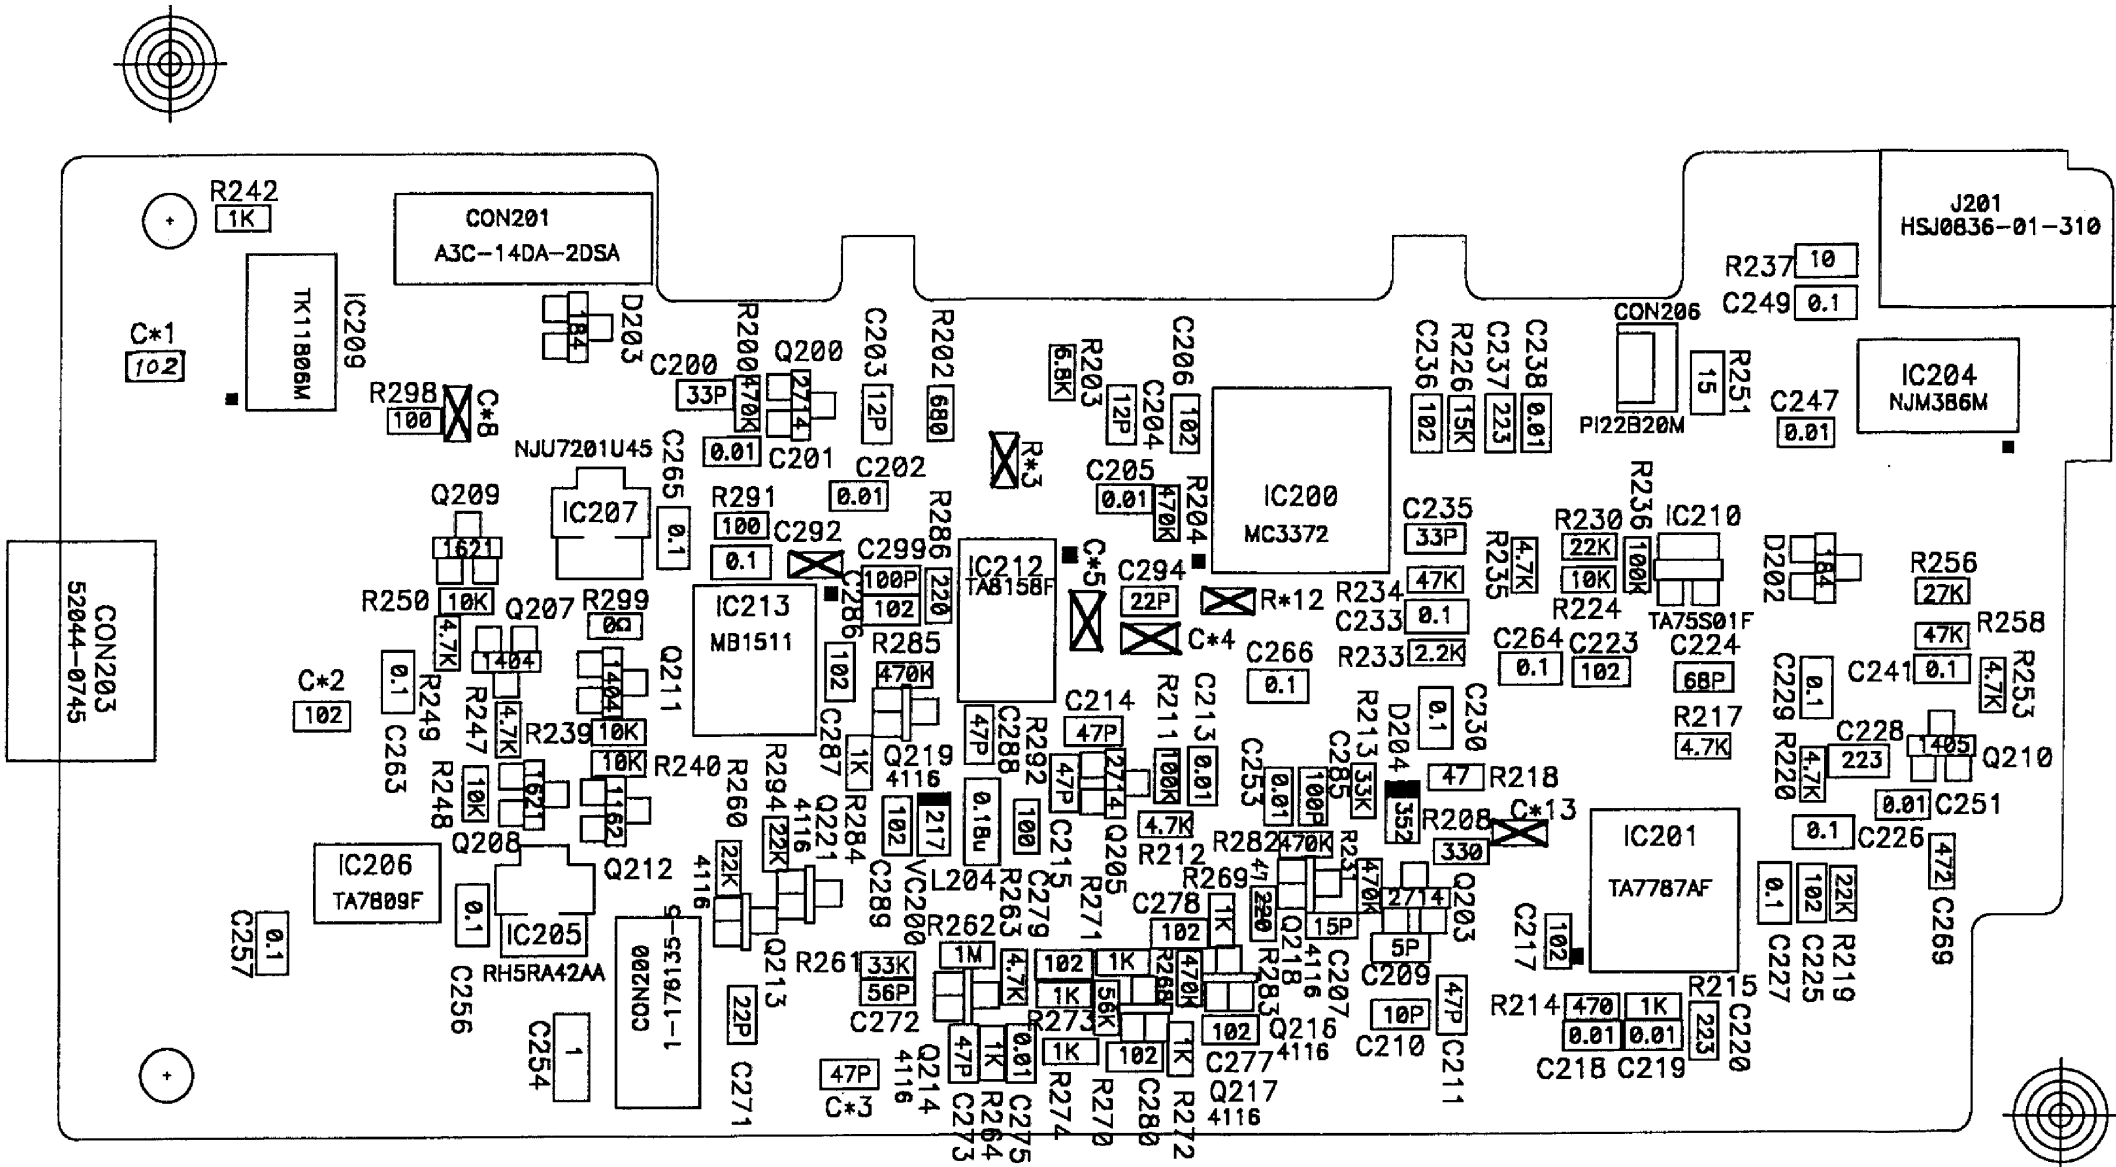 R242
1K
CON201
A3C-14DA-2DSA
J201
HSJ0836-01-310
R237
10
C249
0.1
TK11806M
IC209
184
D203
C*1
102
R298
100
C*8
C200
33P
R200
470K
Q200
2714
0.01
C201
C203
12P
R202
680
C202
0.01
R*3
6.8K
R203
12P
C204
C206
102
C205
0.01
470K
R204
IC200
MC3372
C236
102
R226
15K
C237
223
C238
0.01
CON206
PI22B20M
15
R251
IC204
NJM386M
C247
0.01
NJU7201U45
IC207
C265
0.1
Q209
1621
R291
100
C292
0.1
C299
100P
102
C286
R286
220
IC212
TA8158F
C*5
C294
22P
C*4
R*12
C235
33P
R234
47K
C233
0.1
R233
2.2K
R235
4.7K
R230
22K
10K
R224
R236
100K
IC210
TA75S01F
D202
184
R256
27K
47K
R258
C241
0.1
4.7K
R253
CON203
52044-0745
R250
10K
4.7K
R249
Q207
1404
R299
0Ω
1404
Q211
IC213
MB1511
102
C287
R285
470K
Q219
4116
C*2
102
0.1
C263
R247
4.7K
R239
10K
10K
R240
R248
10K
1621
Q208
1162
Q212
1K
R284
C266
0.1
C264
0.1
C223
102
C224
68P
R217
4.7K
C229
0.1
C228
223
R220
4.7K
1405
Q210
0.01
C251
0.1
C226
47P
C288
R292
100
C214
47P
47P
C215
2714
Q205
R211
100K
C213
0.01
4.7K
R212
C253
0.01
100P
C285
R213
33K
D204
352
0.1
C230
47
R218
C*13
R208
330
IC201
TA7787AF
472
C269
IC206
TA7809F
C257
0.1
0.1
C256
IC205
RH5RA42AA
C254
1
CON200
1-179135-5
R260
22K
4116
Q213
R294
22K
4116
Q221
102
C289
217
VC200
0.18u
L204
R282
470K
R231
470K
2714
Q203
R269
1K
47
220
Q218
4116
15P
C207
5P
C209
10P
C210
47P
C211
C217
102
0.1
C227
102
C225
22K
R219
R261
33K
56P
C272
R262
1M
R263
4.7K
C279
102
R271
1K
1K
R273
56K
R268
470K
C278
102
R283
102
C277
Q216
4116
Q217
4116
22P
C271
47P
C*3
Q214
4116
47P
C273
1K
R264
0.01
C275
1K
R274
R270
102
C280
1K
R272
R214
470
1K
R215
0.01
0.01
C218
C219
223
C220